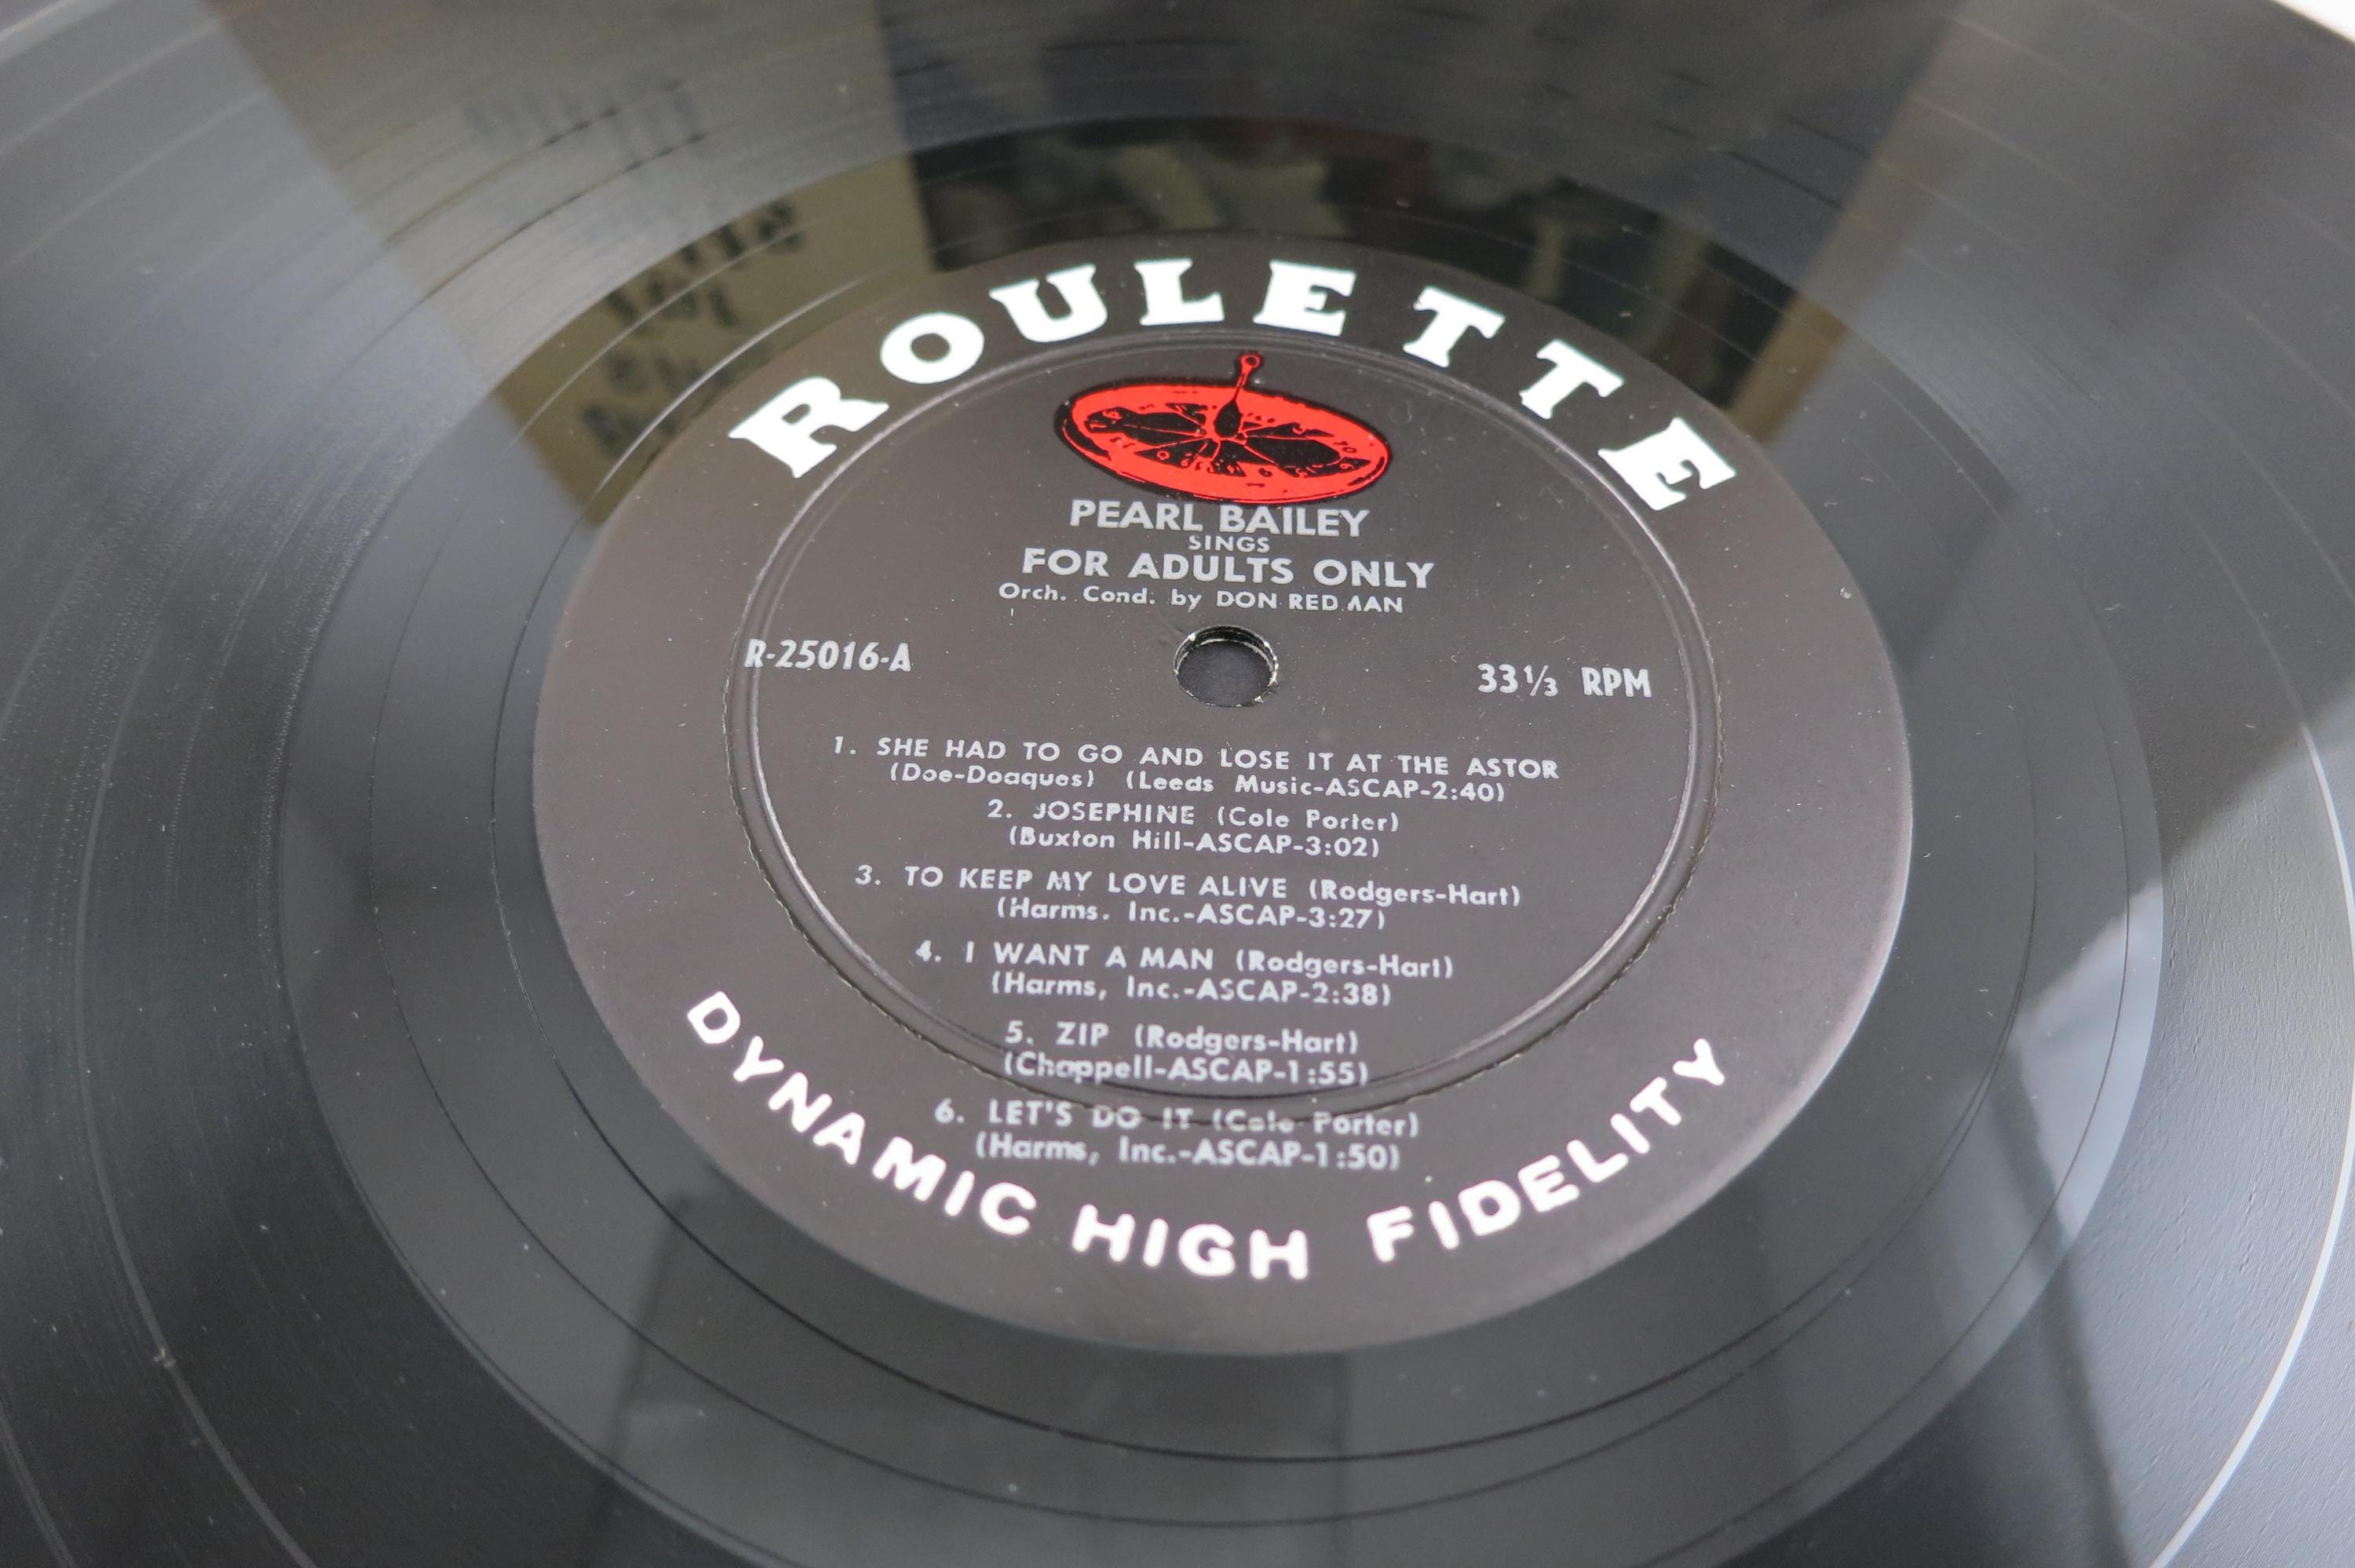 ROULETTE
PEARL BAILEY
SINGS
FOR ADULTS ONLY
Orch. Cond. by DON REDMAN
R-25016-A
33⅓ RPM
1. SHE HAD TO GO AND LOSE IT AT THE ASTOR
(Doe-Doaques) (Leeds Music-ASCAP-2:40)
2. JOSEPHINE (Cole Porter)
(Buxton Hill-ASCAP-3:02)
3. TO KEEP MY LOVE ALIVE (Rodgers-Hart)
(Harms. Inc.-ASCAP-3:27)
4. I WANT A MAN (Rodgers-Hart)
(Harms, Inc.-ASCAP-2:38)
5. ZIP (Rodgers-Hart)
(Chappell-ASCAP-1:55)
6. LET'S DO IT (Cole Porter)
(Harms, Inc.-ASCAP-1:50)
DYNAMIC HIGH FIDELITY